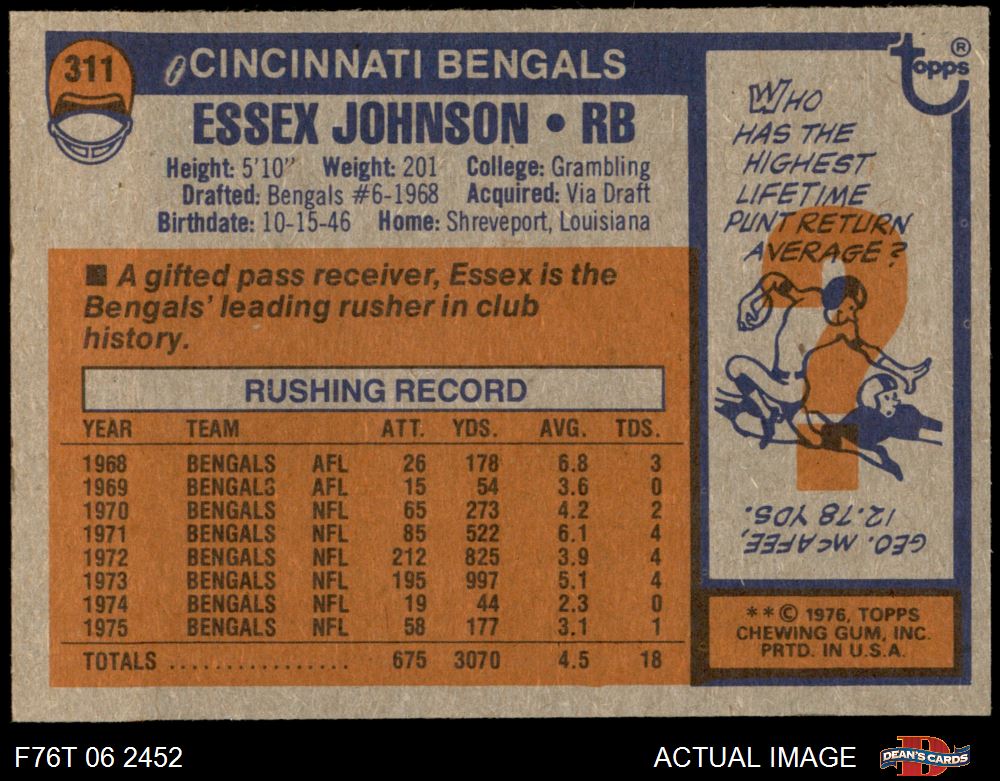 311
CINCINNATI BENGALS
ESSEX JOHNSON • RB
Height: 5'10" Weight: 201 College: Grambling
Drafted: Bengals #6-1968 Acquired: Via Draft
Birthdate: 10-15-46 Home: Shreveport, Louisiana
■ A gifted pass receiver, Essex is the
Bengals' leading rusher in club
history.
RUSHING RECORD
YEAR TEAM ATT. YDS. AVG. TDS.
1968 BENGALS AFL 26 178 6.8 3
1969 BENGALS AFL 15 54 3.6 0
1970 BENGALS NFL 65 273 4.2 2
1971 BENGALS NFL 85 522 6.1 4
1972 BENGALS NFL 212 825 3.9 4
1973 BENGALS NFL 195 997 5.1 4
1974 BENGALS NFL 19 44 2.3 0
1975 BENGALS NFL 58 177 3.1 1
TOTALS ................ 675 3070 4.5 18
topps ®
WHO
HAS THE
HIGHEST
LIFETIME
PUNT RETURN
AVERAGE?
?
GEO. McAFEE,
12.78 YDS.
**© 1976, TOPPS
CHEWING GUM, INC.
PRTD. IN U.S.A.
F76T 06 2452
ACTUAL IMAGE
D
DEAN'S CARDS